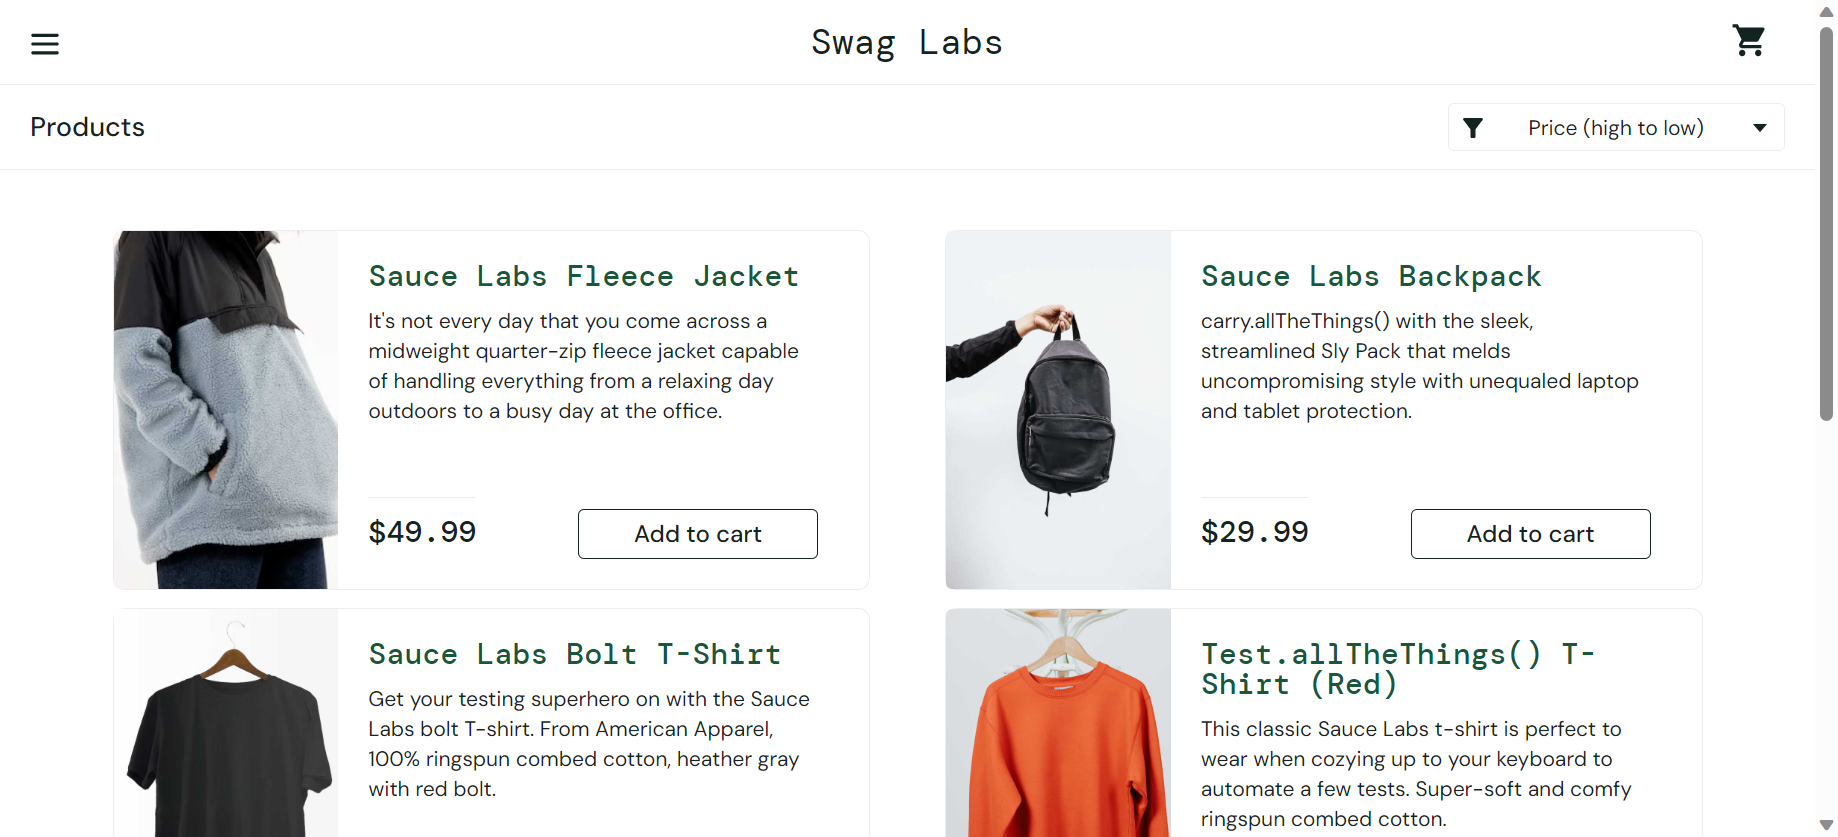 Swag Labs
Products
Price (high to low)
Sauce Labs Fleece Jacket
It's not every day that you come across a
midweight quarter-zip fleece jacket capable
of handling everything from a relaxing day
outdoors to a busy day at the office.
$49.99
Add to cart
Sauce Labs Backpack
carry.allTheThings() with the sleek,
streamlined Sly Pack that melds
uncompromising style with unequaled laptop
and tablet protection.
$29.99
Add to cart
Sauce Labs Bolt T-Shirt
Get your testing superhero on with the Sauce
Labs bolt T-shirt. From American Apparel,
100% ringspun combed cotton, heather gray
with red bolt.
Test.allTheThings() T-
Shirt (Red)
This classic Sauce Labs t-shirt is perfect to
wear when cozying up to your keyboard to
automate a few tests. Super-soft and comfy
ringspun combed cotton.